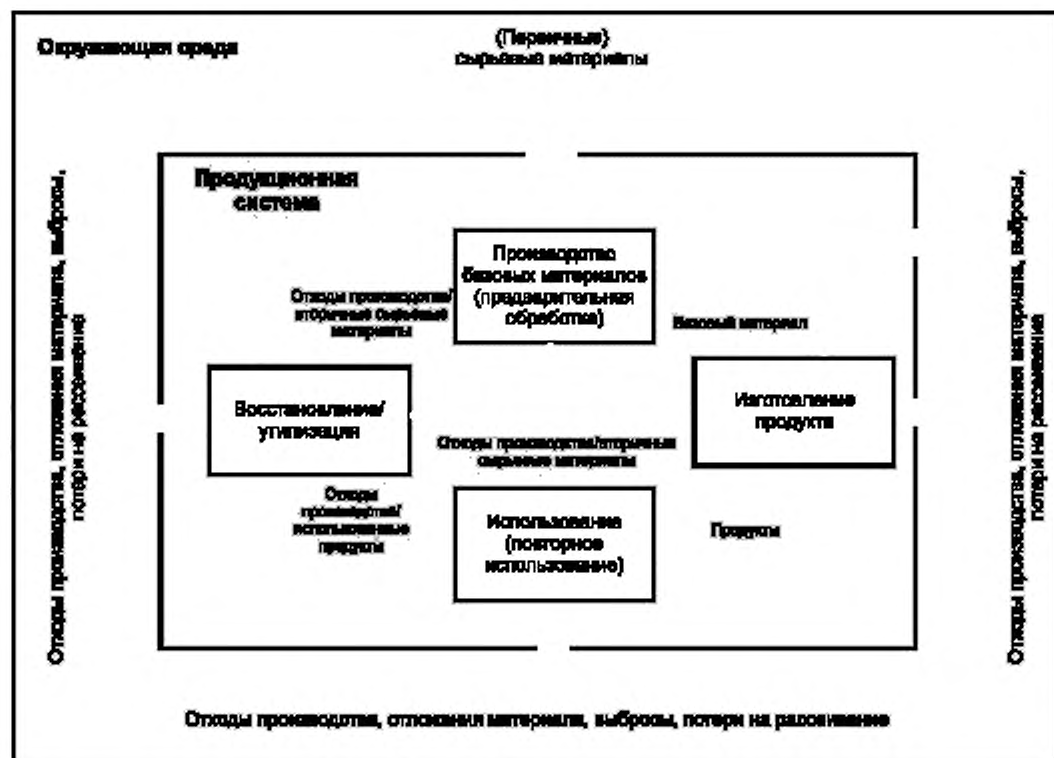 Окружающая среда
(Первичные)
сырьевые материалы
Продукционная
система
Производство
базовых материалов
(предварительная
обработка)
Отходы производства/
вторичные сырьевые
материалы
Базовый материал
Восстановление/
утилизация
Изготовление
продукта
Отходы производства/вторичные
сырьевые материалы
Отходы
производства/
использованные
продукты
Использование
(повторное
использование)
Продукты
Отходы производства, отложения материала, выбросы,
потери на рассеивание
Отходы производства, отложения материала, выбросы,
потери на рассеивание
Отходы производства, отложения материала, выбросы, потери на рассеивание